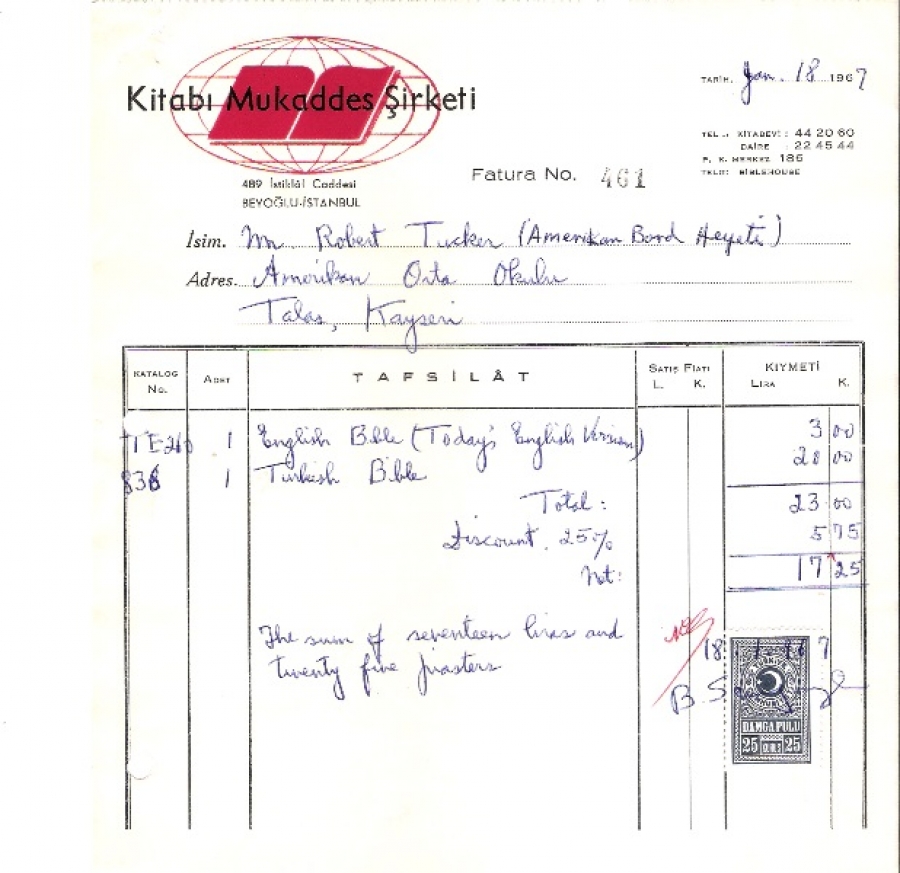 Kitabı Mukaddes Şirketi
489 İstiklâl Caddesi
BEYOĞLU-İSTANBUL
TARİH. Jan. 18 1967
TEL.: KİTABEVİ : 44 20 60
DAİRE : 22 45 44
P. K. MERKEZ 186
TELG: BIBLEHOUSE
Fatura No. 461
İsim. Mr Robert Tucker (Amerikan Bord Heyeti)
Adres. Amerikan Orta Okulu
Talas, Kayseri
KATALOG No. ADET TAFSİLÂT SATIŞ FİATI L. K. KIYMETİ LIRA K.
1 English Bible (Today's English Version) 3 00
838 1 Turkish Bible 20 00
Total: 23 00
Discount. 25% 5 75
Net: 17 25
The sum of seventeen liras and
twenty five piasters
18.1.1967
B.
DAMGA PULU
25 25